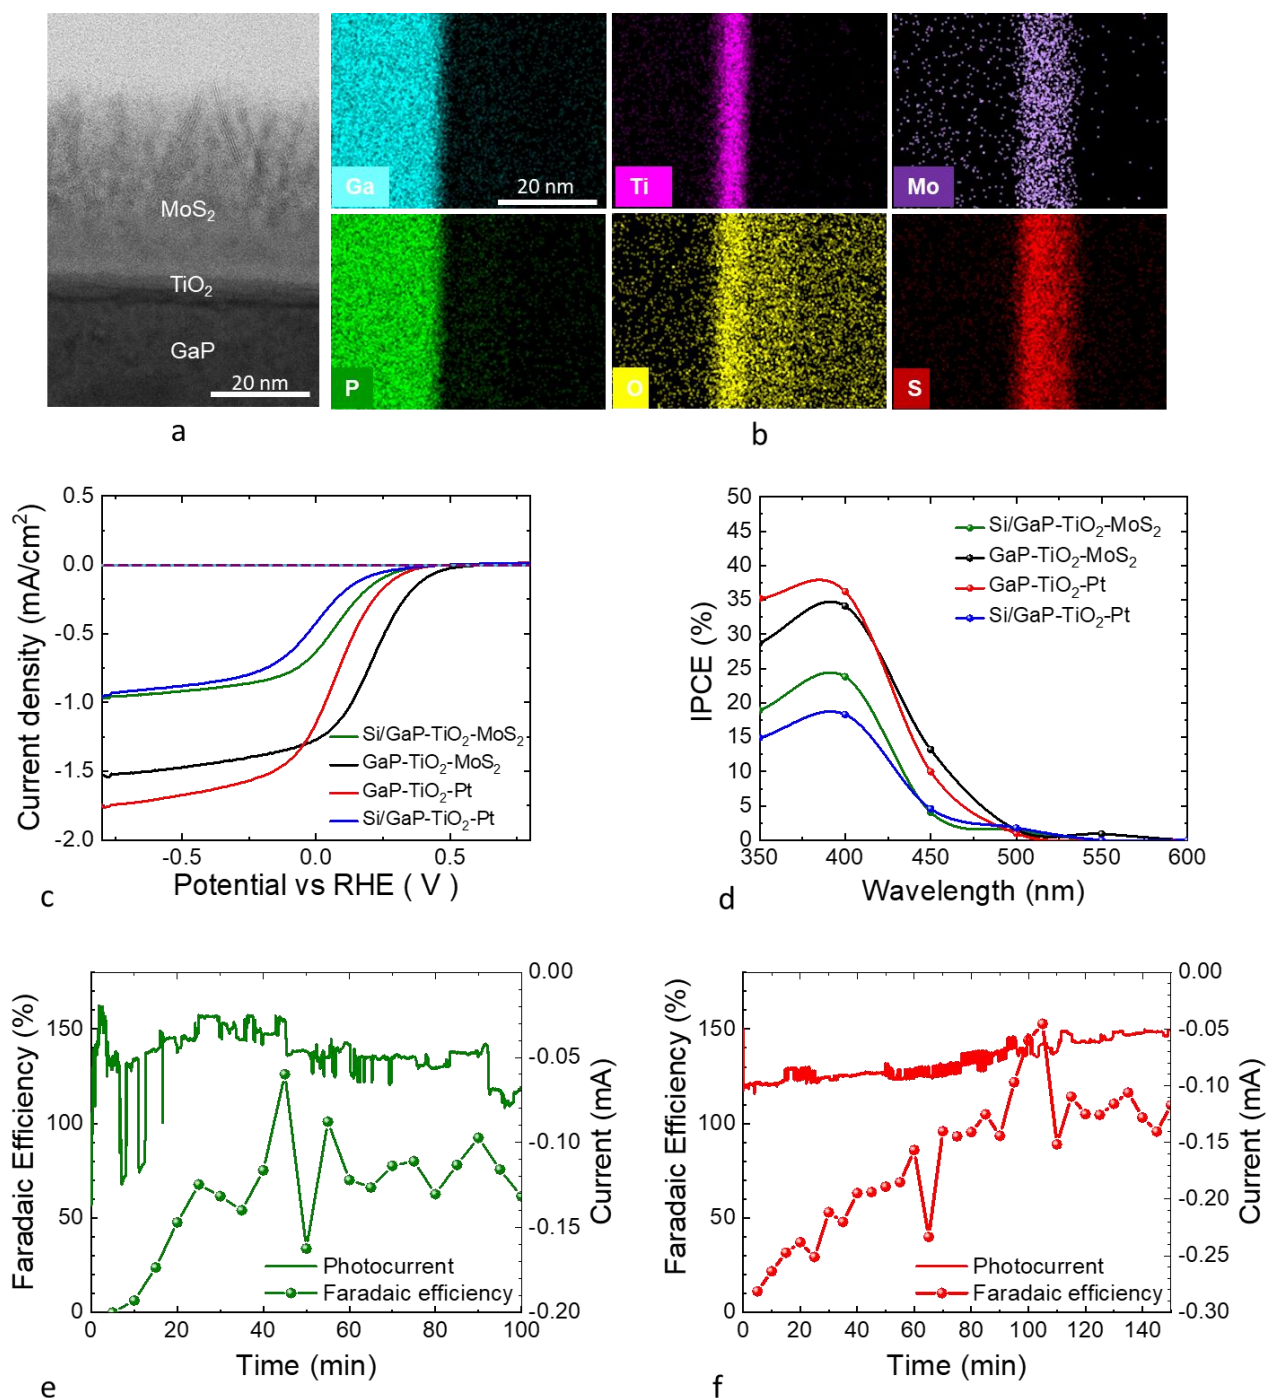 MoS₂
TiO₂
GaP
20 nm
a
Ga
20 nm
Ti
Mo
P
O
S
b
Current density (mA/cm²)
0.5
0.0
-0.5
-1.0
-1.5
-2.0
Si/GaP-TiO₂-MoS₂
GaP-TiO₂-MoS₂
GaP-TiO₂-Pt
Si/GaP-TiO₂-Pt
-0.5 0.0 0.5
Potential vs RHE ( V )
c
IPCE (%)
50
45
40
35
30
25
20
15
10
5
0
Si/GaP-TiO₂-MoS₂
GaP-TiO₂-MoS₂
GaP-TiO₂-Pt
Si/GaP-TiO₂-Pt
350 400 450 500 550 600
Wavelength (nm)
d
Faradaic Efficiency (%)
150
100
50
0
Photocurrent
Faradaic efficiency
0.00
-0.05
-0.10
-0.15
-0.20
Current (mA)
0 20 40 60 80 100
Time (min)
e
Faradaic Efficiency (%)
150
100
50
0
Photocurrent
Faradaic efficiency
0.00
-0.05
-0.10
-0.15
-0.20
-0.25
-0.30
Current (mA)
0 20 40 60 80 100 120 140
Time (min)
f